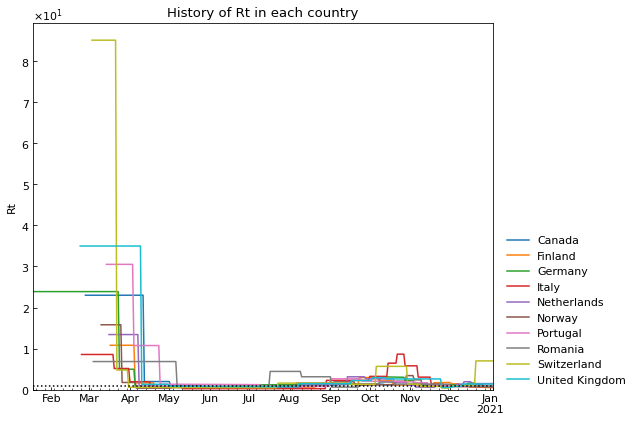 History of Rt in each country
×10¹
8
7
6
5
4
3
2
1
0
Rt
Feb Mar Apr May Jun Jul Aug Sep Oct Nov Dec Jan
2021
Canada
Finland
Germany
Italy
Netherlands
Norway
Portugal
Romania
Switzerland
United Kingdom